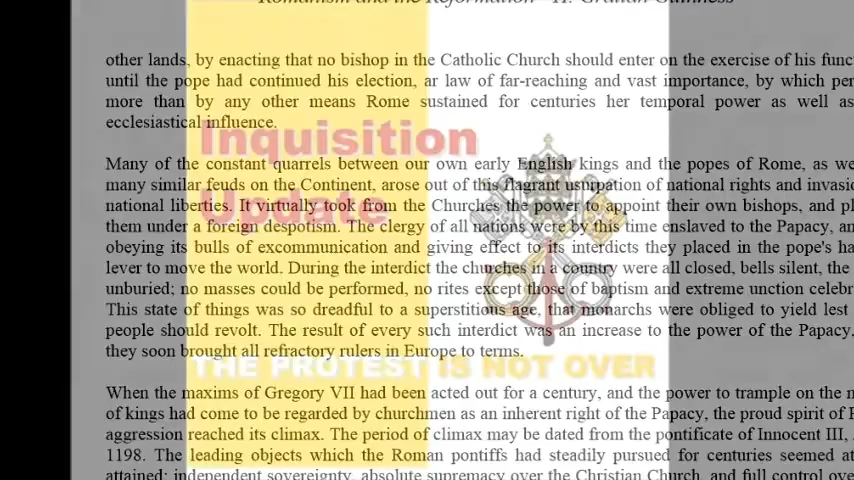 Romanism and the Reformation - H. Grattan Guinness
other lands, by enacting that no bishop in the Catholic Church should enter on the exercise of his func
until the pope had continued his election, ar law of far-reaching and vast importance, by which per
more than by any other means Rome sustained for centuries her temporal power as well as
ecclesiastical influence.
Many of the constant quarrels between our own early English kings and the popes of Rome, as we
many similar feuds on the Continent, arose out of this flagrant usurpation of national rights and invasio
national liberties. It virtually took from the Churches the power to appoint their own bishops, and pl
them under a foreign despotism. The clergy of all nations were by this time enslaved to the Papacy, an
obeying its bulls of excommunication and giving effect to its interdicts they placed in the pope's ha
lever to move the world. During the interdict the churches in a country were all closed, bells silent, the
unburied; no masses could be performed, no rites except those of baptism and extreme unction celebr
This state of things was so dreadful to a superstitious age, that monarchs were obliged to yield lest
people should revolt. The result of every such interdict was an increase to the power of the Papacy.
they soon brought all refractory rulers in Europe to terms.
When the maxims of Gregory VII had been acted out for a century, and the power to trample on the n
of kings had come to be regarded by churchmen as an inherent right of the Papacy, the proud spirit of
aggression reached its climax. The period of climax may be dated from the pontificate of Innocent III,
1198. The leading objects which the Roman pontiffs had steadily pursued for centuries seemed at
attained: independent sovereignty, absolute supremacy over the Christian Church, and full control ove
Inquisition
Update
THE PROTEST IS NOT OVER